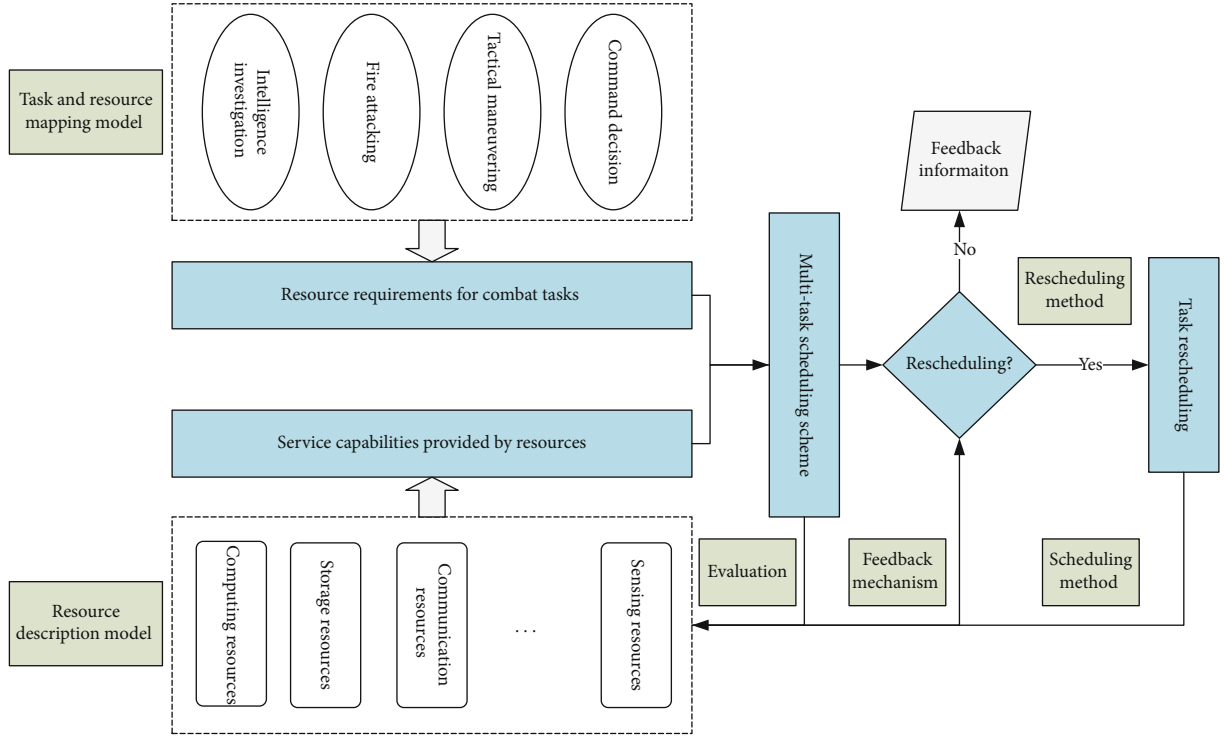 Task and resource
mapping model
Intelligence
investigation
Fire attacking
Tactical maneuvering
Command decision
Resource requirements for combat tasks
Service capabilities provided by resources
Resource
description model
Computing resources
Storage resources
Communication
resources
...
Sensing resources
Multi-task scheduling scheme
Evaluation
Feedback
informaiton
No
Rescheduling?
Yes
Rescheduling
method
Task rescheduling
Feedback
mechanism
Scheduling
method